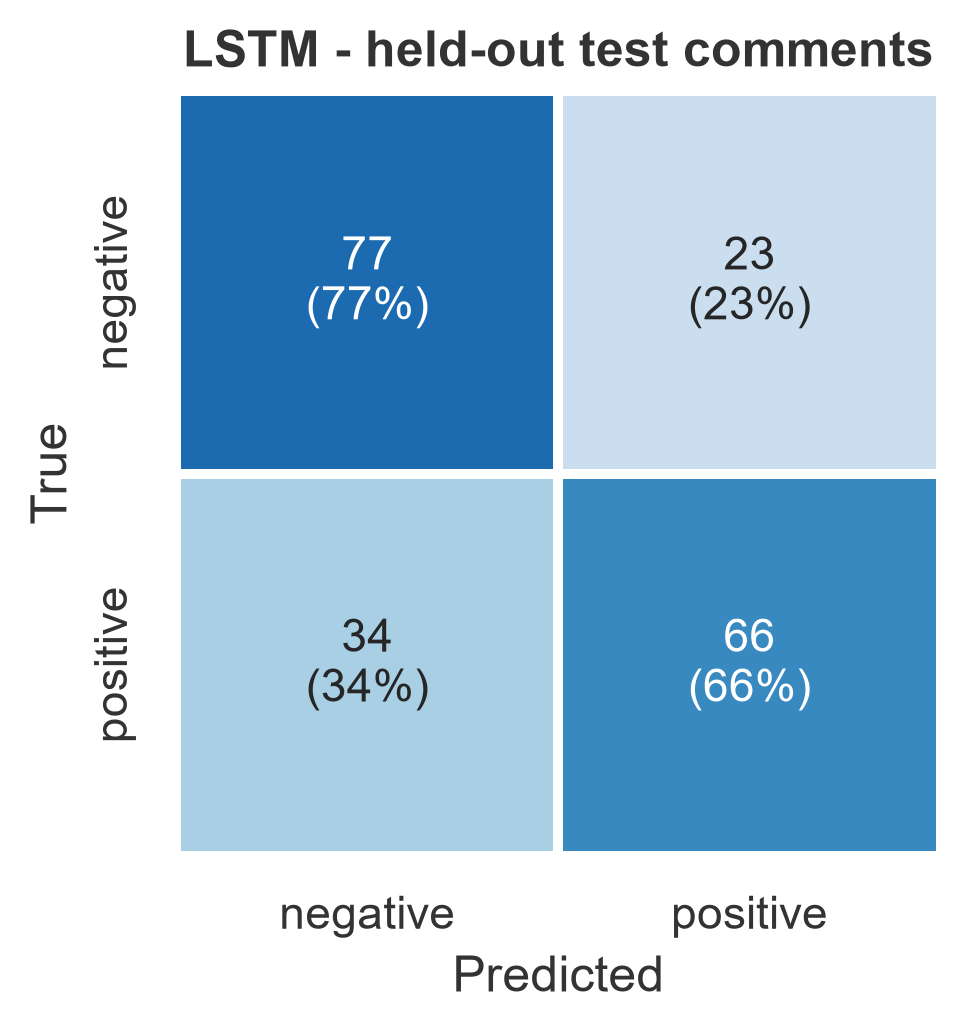 LSTM - held-out test comments
negative
77
(77%)
23
(23%)
True
positive
34
(34%)
66
(66%)
negative
positive
Predicted